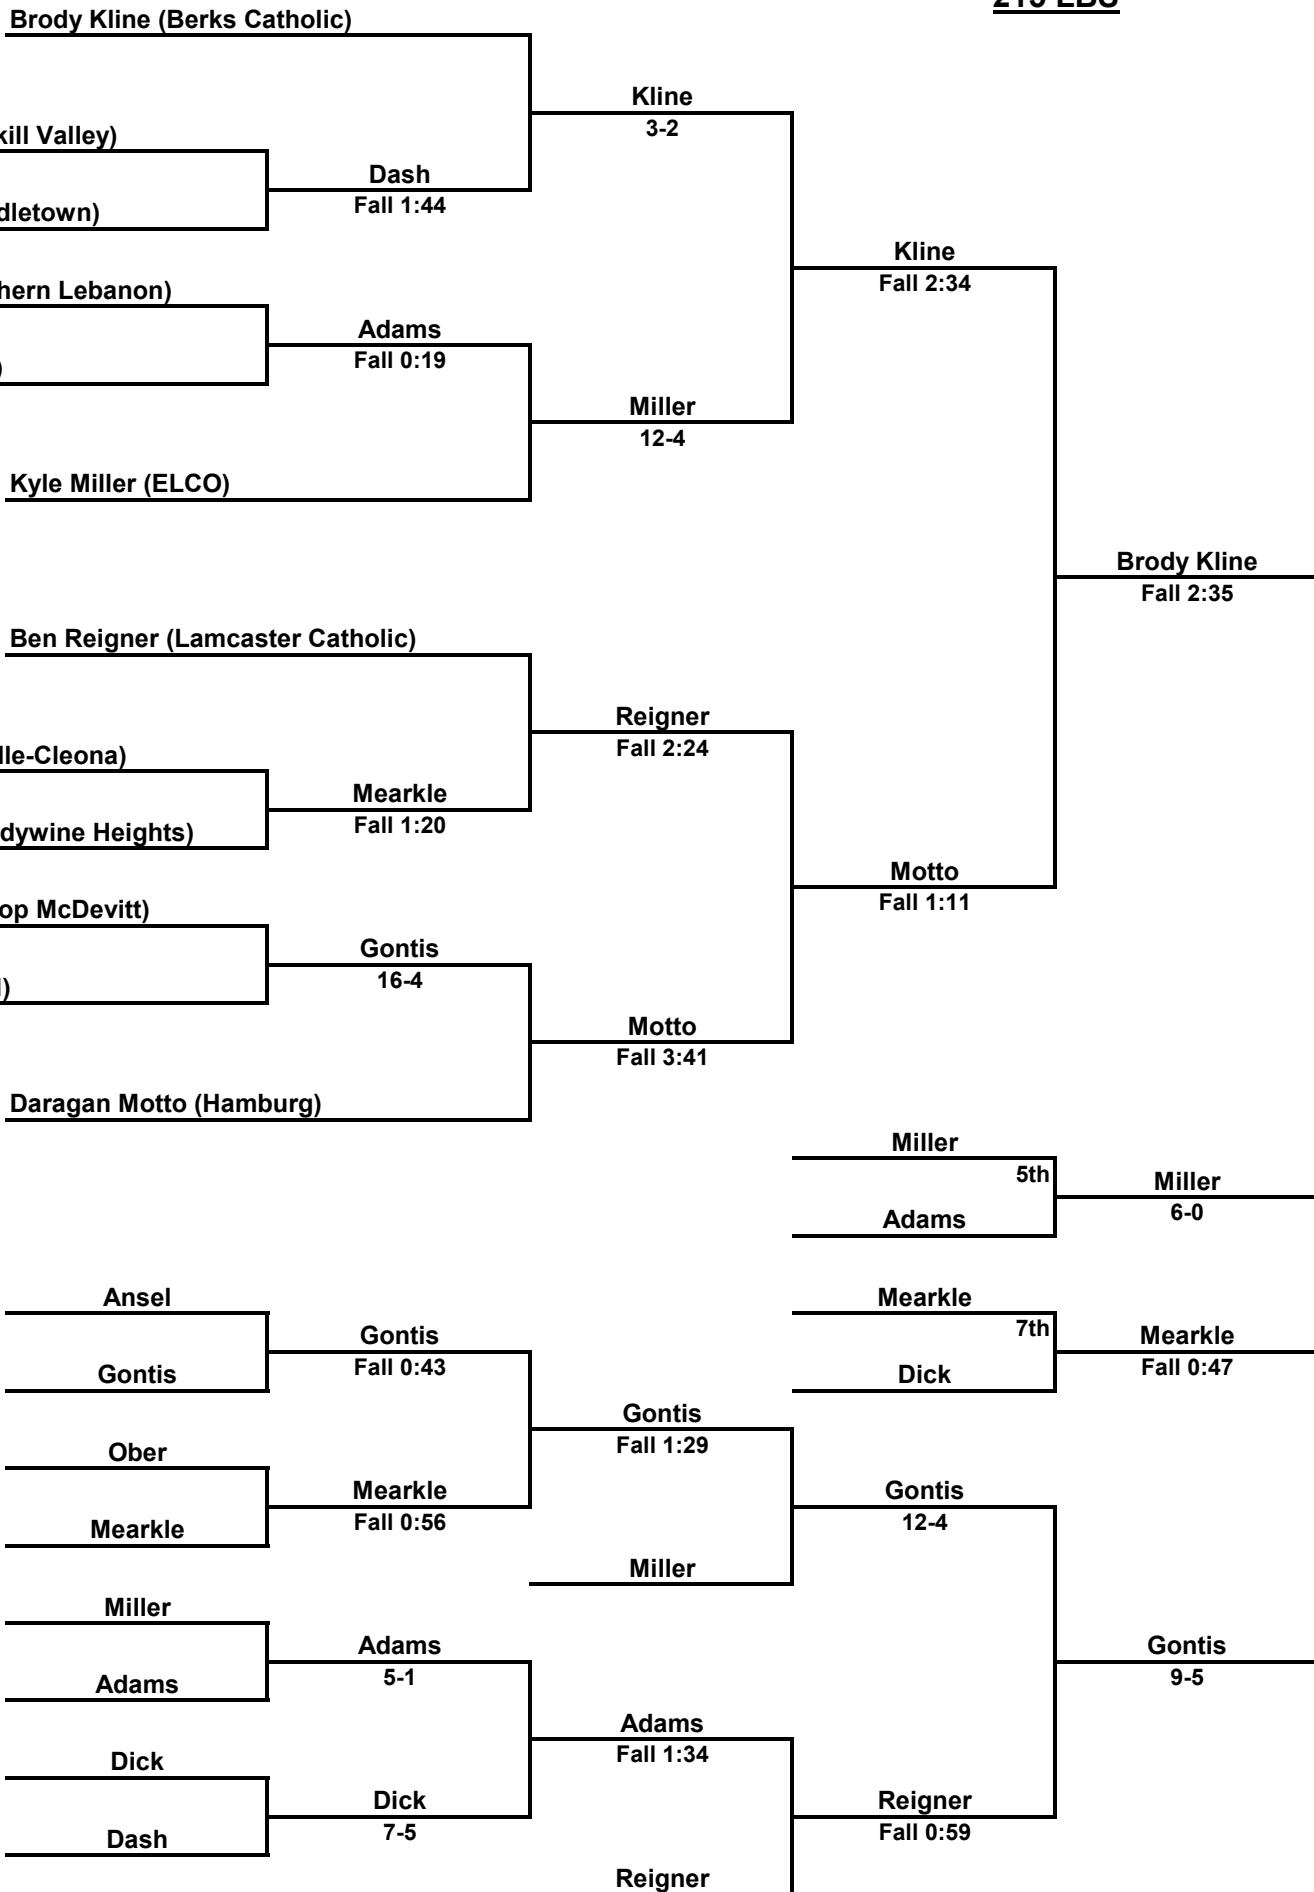 215 LBS
Brody Kline (Berks Catholic)
Kline
3-2
kill Valley)
Dash
Fall 1:44
dletown)
Kline
Fall 2:34
hern Lebanon)
Adams
Fall 0:19
)
Miller
12-4
Kyle Miller (ELCO)
Brody Kline
Fall 2:35
Ben Reigner (Lamcaster Catholic)
Reigner
Fall 2:24
lle-Cleona)
Mearkle
Fall 1:20
dywine Heights)
Motto
Fall 1:11
op McDevitt)
Gontis
16-4
)
Motto
Fall 3:41
Daragan Motto (Hamburg)
Miller
5th
Miller
6-0
Adams
Ansel
Mearkle
7th
Gontis
Fall 0:43
Mearkle
Fall 0:47
Gontis
Dick
Gontis
Fall 1:29
Ober
Mearkle
Fall 0:56
Gontis
12-4
Mearkle
Miller
Miller
Adams
5-1
Gontis
9-5
Adams
Adams
Fall 1:34
Dick
Dick
7-5
Reigner
Fall 0:59
Dash
Reigner